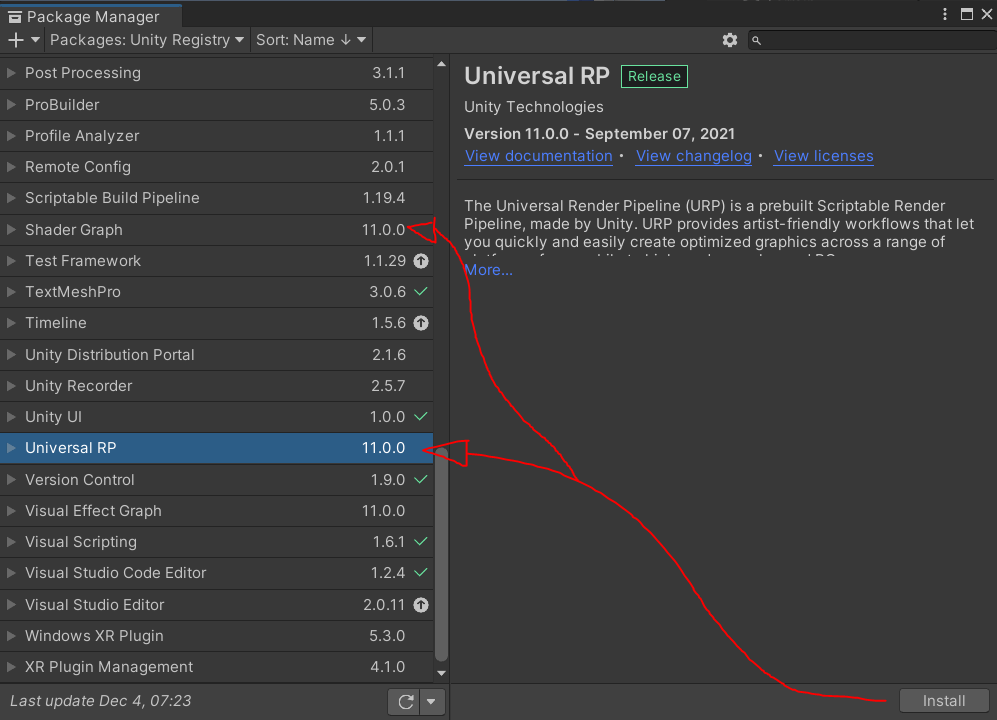 Package Manager
Packages: Unity Registry
Sort: Name ↓
Post Processing 3.1.1
ProBuilder 5.0.3
Profile Analyzer 1.1.1
Remote Config 2.0.1
Scriptable Build Pipeline 1.19.4
Shader Graph 11.0.0
Test Framework 1.1.29
TextMeshPro 3.0.6
Timeline 1.5.6
Unity Distribution Portal 2.1.6
Unity Recorder 2.5.7
Unity UI 1.0.0
Universal RP 11.0.0
Version Control 1.9.0
Visual Effect Graph 11.0.0
Visual Scripting 1.6.1
Visual Studio Code Editor 1.2.4
Visual Studio Editor 2.0.11
Windows XR Plugin 5.3.0
XR Plugin Management 4.1.0
Last update Dec 4, 07:23
Universal RP Release
Unity Technologies
Version 11.0.0 - September 07, 2021
View documentation • View changelog • View licenses
The Universal Render Pipeline (URP) is a prebuilt Scriptable Render
Pipeline, made by Unity. URP provides artist-friendly workflows that let
you quickly and easily create optimized graphics across a range of
More...
Install